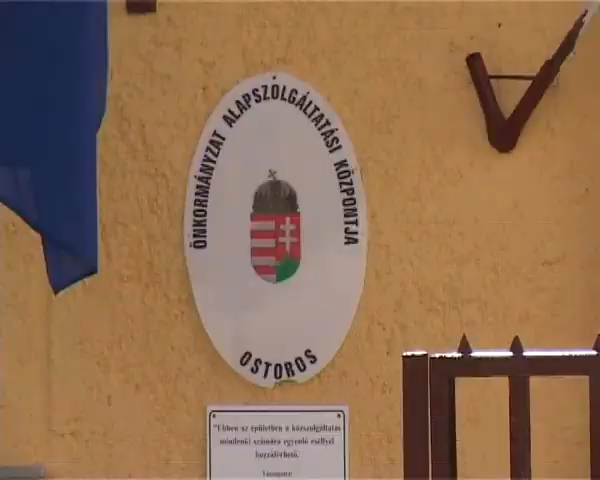 ÖNKORMÁNYZAT ALAPSZOLGÁLTATÁSI KÖZPONTJA
OSTOROS
"Ebben az épületben a közszolgáltatás
mindenki számára egyenlő eséllyel
hozzáférhető.